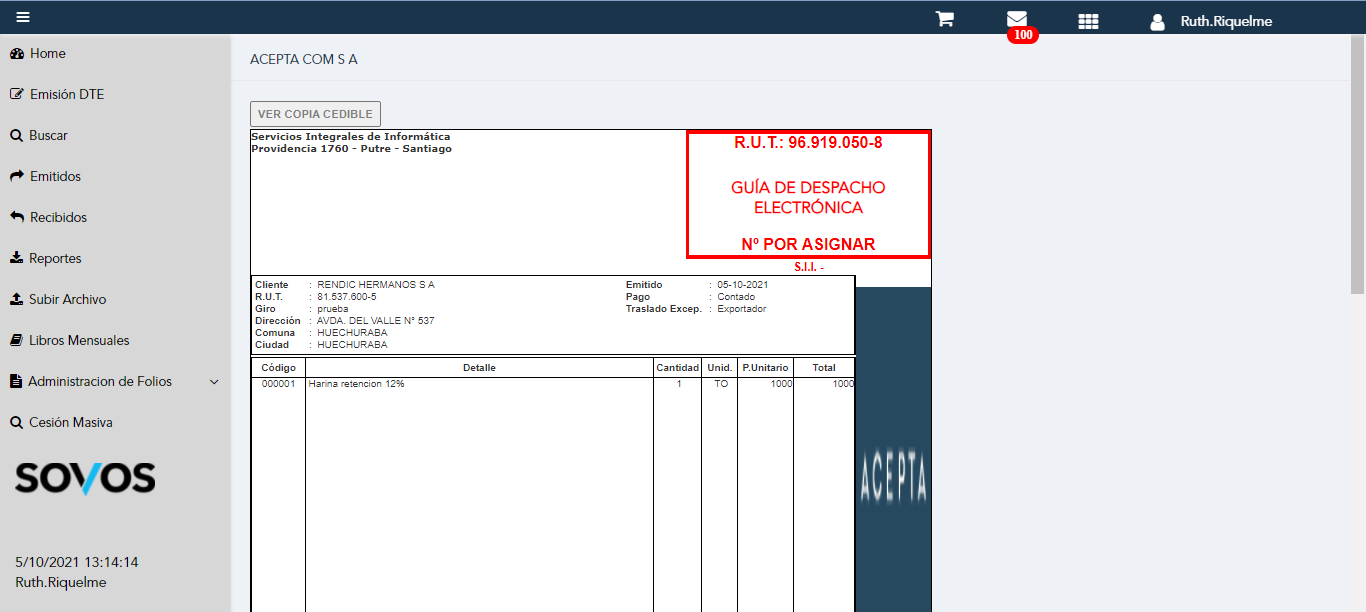 Ruth.Riquelme
100
Home
Emisión DTE
Buscar
Emitidos
Recibidos
Reportes
Subir Archivo
Libros Mensuales
Administracion de Folios
Cesión Masiva
SOVOS
5/10/2021 13:14:14
Ruth.Riquelme
ACEPTA COM S A
VER COPIA CEDIBLE
Servicios Integrales de Informática
Providencia 1760 - Putre - Santiago
R.U.T.: 96.919.050-8
GUÍA DE DESPACHO
ELECTRÓNICA
Nº POR ASIGNAR
S.I.I. -
Cliente : RENDIC HERMANOS S A Emitido : 05-10-2021
R.U.T. : 81.537.600-5 Pago : Contado
Giro : prueba Traslado Excep. : Exportador
Dirección : AVDA. DEL VALLE N° 537
Comuna : HUECHURABA
Ciudad : HUECHURABA
Código Detalle Cantidad Unid. P.Unitario Total
000001 Harina retencion 12% 1 TO 1000 1000
ACEPTA